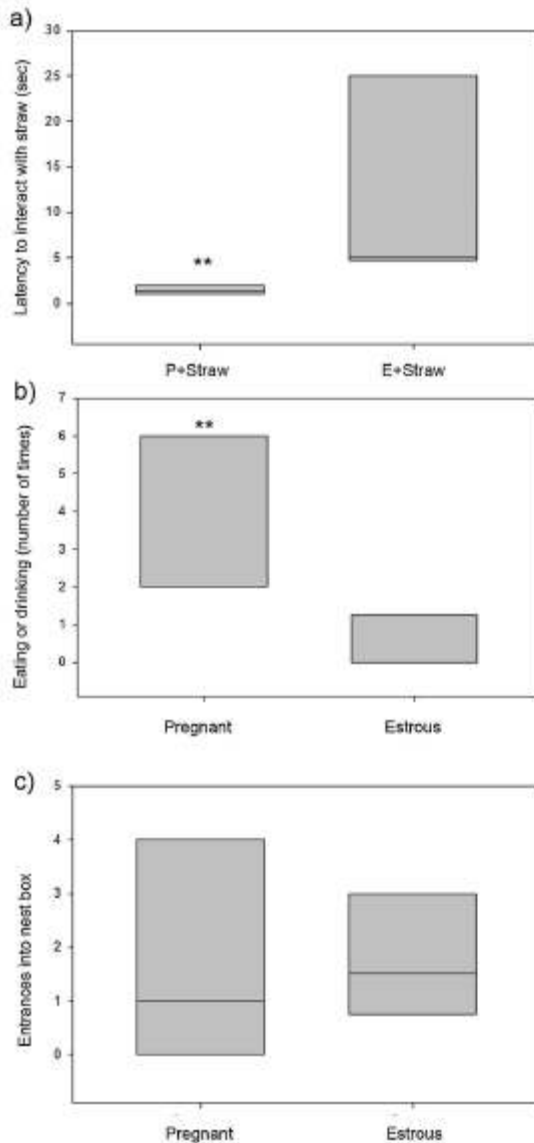 a)
Latency to interact with straw (sec)
30
25
20
15
10
5
0
**
P+Straw
E+Straw
b)
Eating or drinking (number of times)
7
6
5
4
3
2
1
0
**
Pregnant
Estrous
c)
Entrances into nest box
5
4
3
2
1
0
Pregnant
Estrous